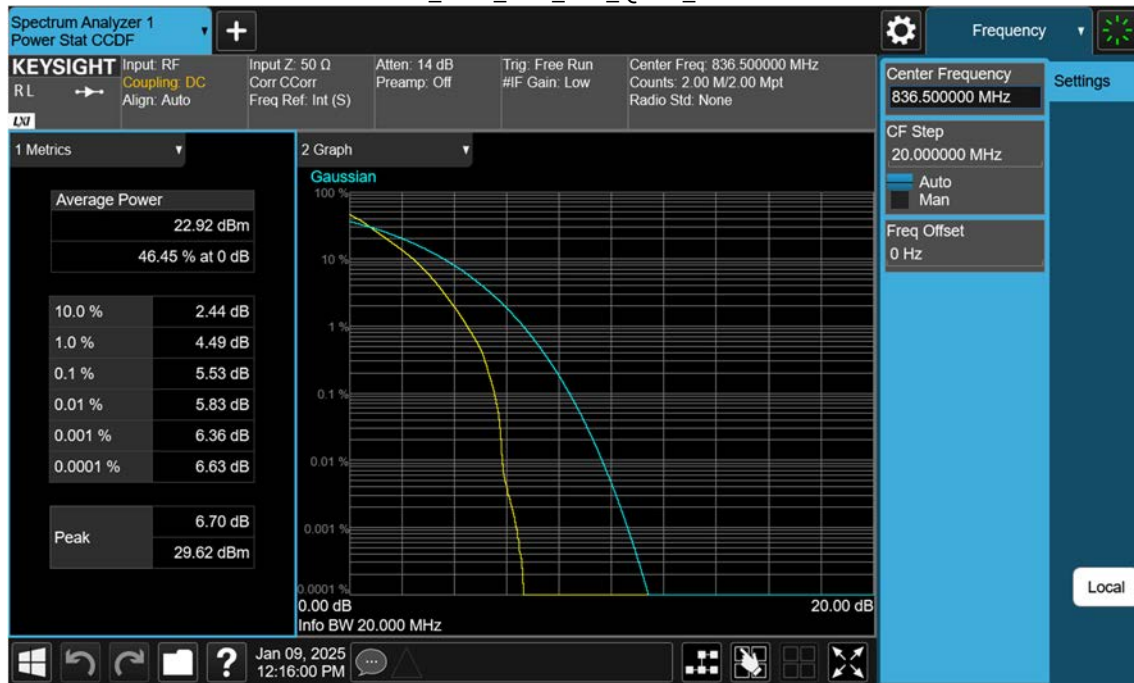 Spectrum Analyzer 1
Power Stat CCDF
+
Frequency
KEYSIGHT
RL
LXI
Input: RF
Coupling: DC
Align: Auto
Input Z: 50 Ω
Corr CCorr
Freq Ref: Int (S)
Atten: 14 dB
Preamp: Off
Trig: Free Run
#IF Gain: Low
Center Freq: 836.500000 MHz
Counts: 2.00 M/2.00 Mpt
Radio Std: None
Center Frequency
836.500000 MHz
Settings
CF Step
20.000000 MHz
Auto
Man
Freq Offset
0 Hz
1 Metrics
Average Power
22.92 dBm
46.45 % at 0 dB
10.0 % 2.44 dB
1.0 % 4.49 dB
0.1 % 5.53 dB
0.01 % 5.83 dB
0.001 % 6.36 dB
0.0001 % 6.63 dB
Peak
6.70 dB
29.62 dBm
2 Graph
Gaussian
100 %
10 %
1 %
0.1 %
0.01 %
0.001 %
0.0001 %
0.00 dB 20.00 dB
Info BW 20.000 MHz
Local
?
Jan 09, 2025
12:16:00 PM